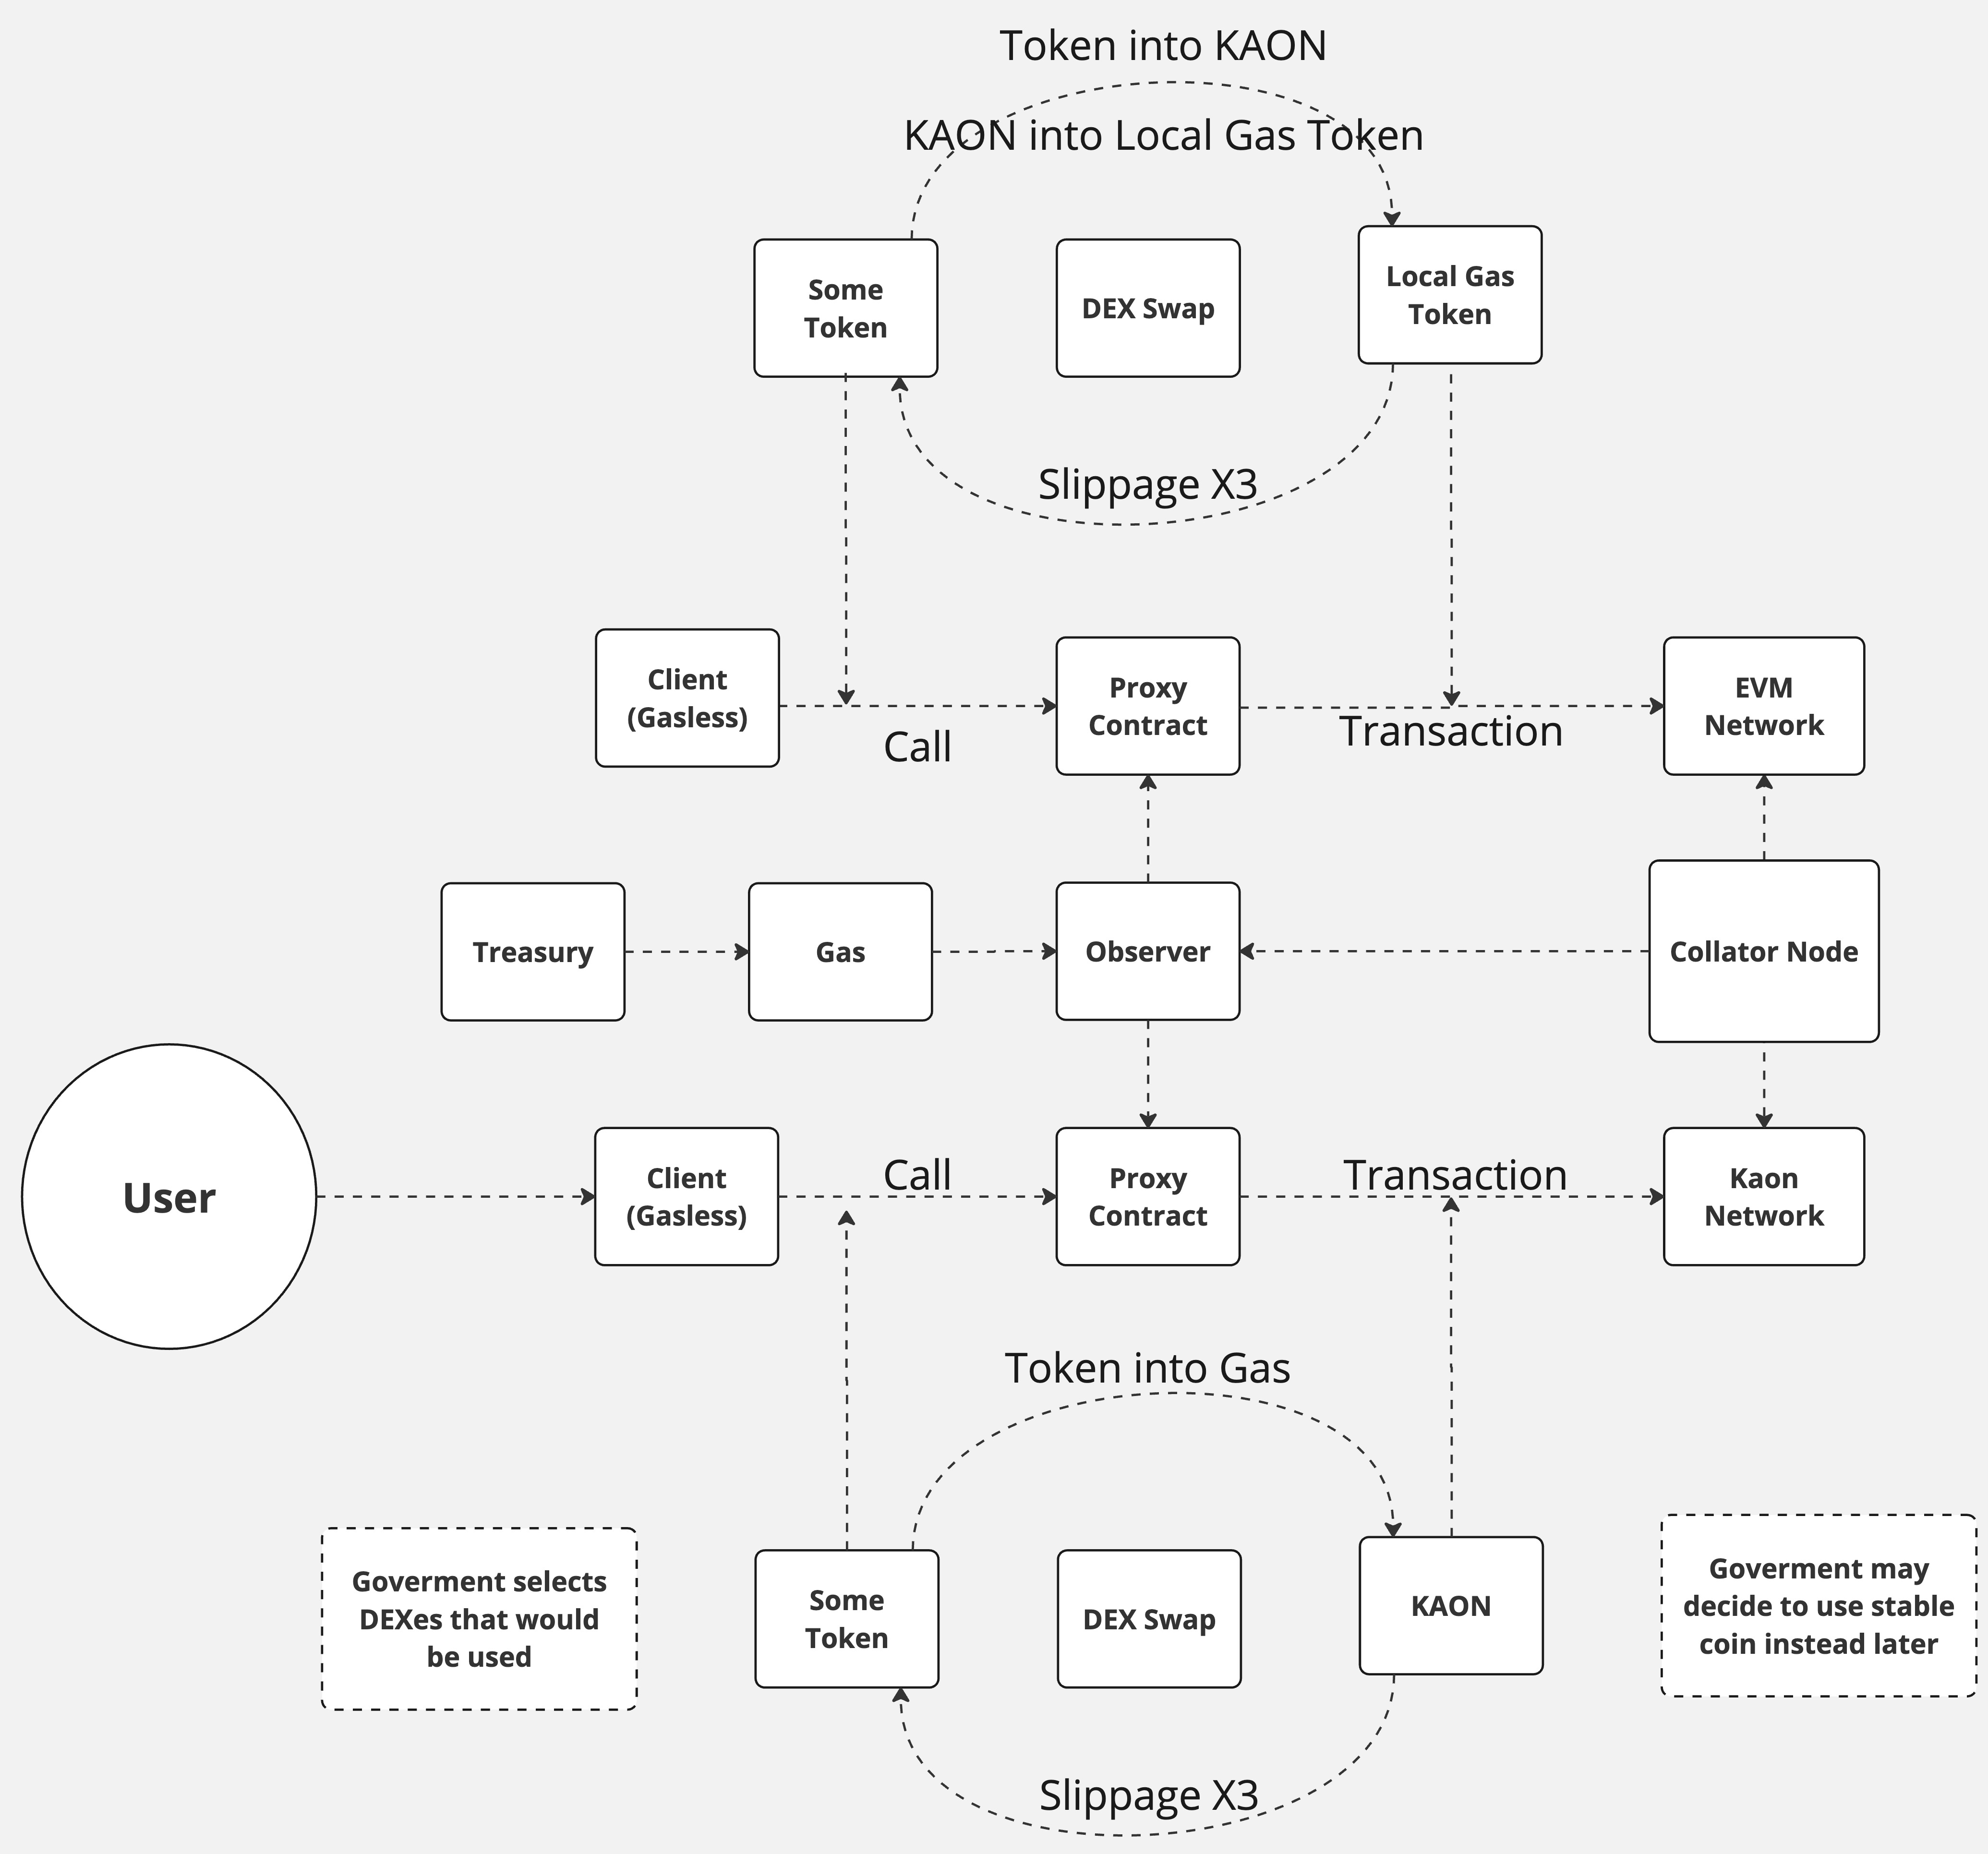 Token into KAON
KAON into Local Gas Token
Some
Token
DEX Swap
Local Gas
Token
Slippage X3
Client
(Gasless)
Call
Proxy
Contract
Transaction
EVM
Network
Treasury
Gas
Observer
Collator Node
User
Client
(Gasless)
Call
Proxy
Contract
Transaction
Kaon
Network
Token into Gas
Goverment selects
DEXes that would
be used
Some
Token
DEX Swap
KAON
Goverment may
decide to use stable
coin instead later
Slippage X3